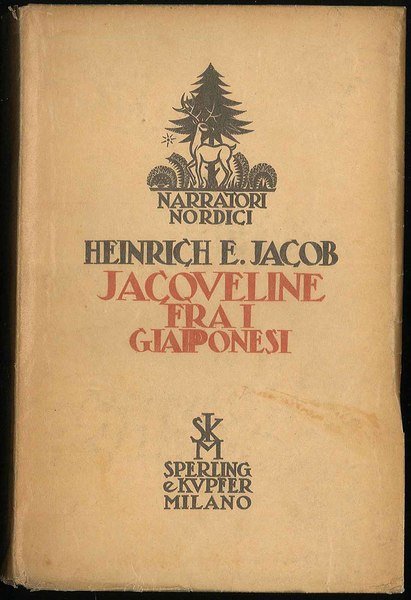 NARRATORI
NORDICI
HEINRICH E. JACOB
JACQVELINE
FRA I
GIAPPONESI
SKM
SPERLING
e KVPFER
MILANO